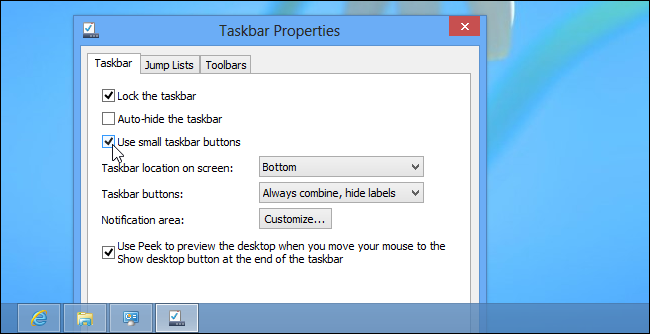 Taskbar Properties
Taskbar Jump Lists Toolbars
Lock the taskbar
Auto-hide the taskbar
Use small taskbar buttons
Taskbar location on screen: Bottom
Taskbar buttons: Always combine, hide labels
Notification area: Customize...
Use Peek to preview the desktop when you move your mouse to the
Show desktop button at the end of the taskbar